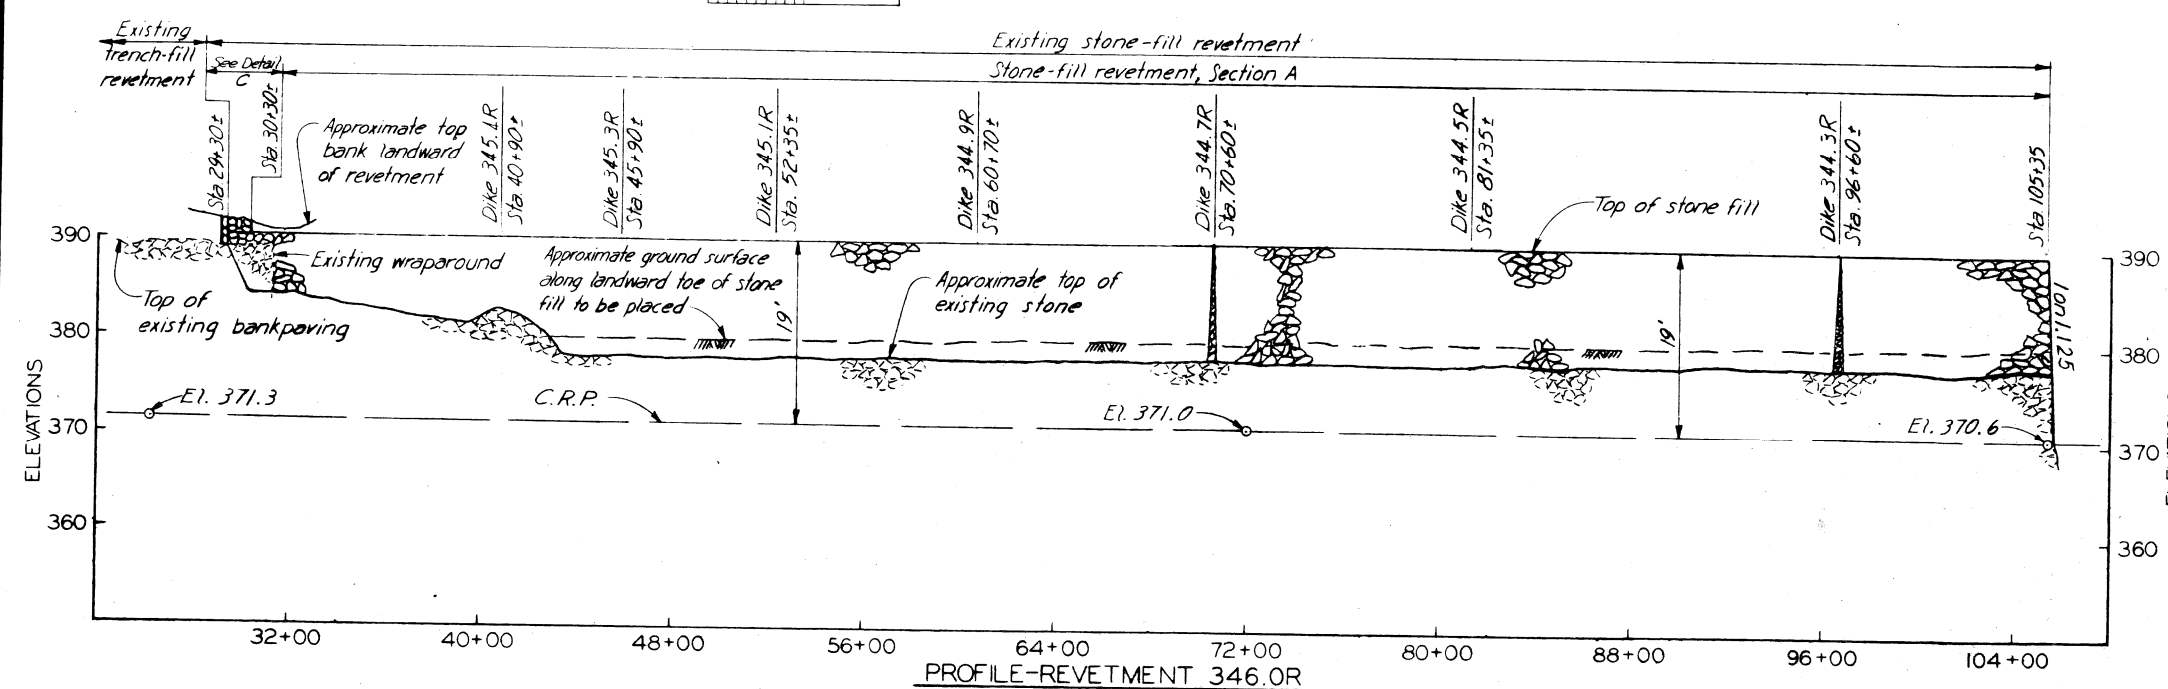 Existing
trench-fill
revetment
See Detail
C
Existing stone-fill revetment
Stone-fill revetment, Section A
Sta. 29+30±
Sta. 30+30±
Approximate top
bank landward
of revetment
Dike 345.4R
Sta. 40+90±
Dike 345.3R
Sta. 45+90±
Dike 345.1R
Sta. 52+35±
Dike 344.9R
Sta. 60+70±
Dike 344.7R
Sta. 70+60±
Dike 344.5R
Sta. 81+35±
Dike 344.3R
Sta. 96+60±
Sta. 105+35
Top of stone fill
Existing wraparound
Approximate ground surface
along landward toe of stone
fill to be placed
Approximate top of
existing stone
Top of
existing bankpaving
19'
19'
1 on 1.125
El. 371.3
C.R.P.
El. 371.0
El. 370.6
ELEVATIONS
390
380
370
360
390
380
370
360
32+00
40+00
48+00
56+00
64+00
72+00
80+00
88+00
96+00
104+00
PROFILE-REVETMENT 346.0R